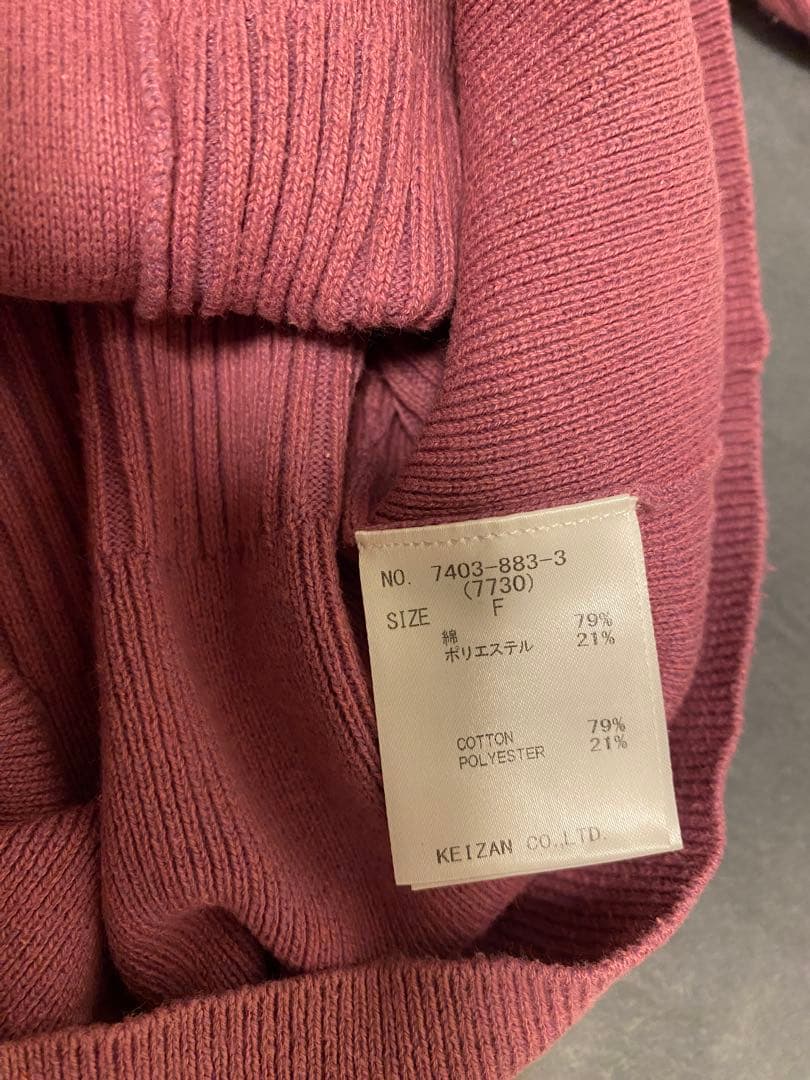 NO. 7403-883-3
(7730)
SIZE F
綿 79%
ポリエステル 21%
COTTON 79%
POLYESTER 21%
KEIZAN CO.,LTD.